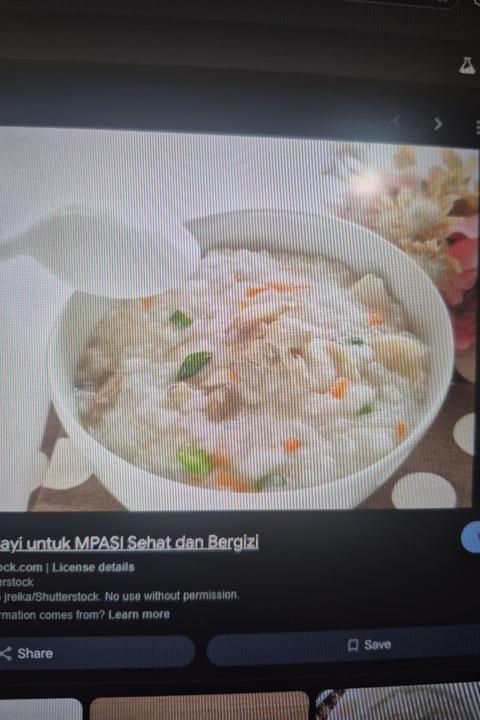 ayi untuk MPASI Sehat dan Bergizi
ock.com | License details
erstock
jreika/Shutterstock. No use without permission.
rmation comes from? Learn more
Share
Save